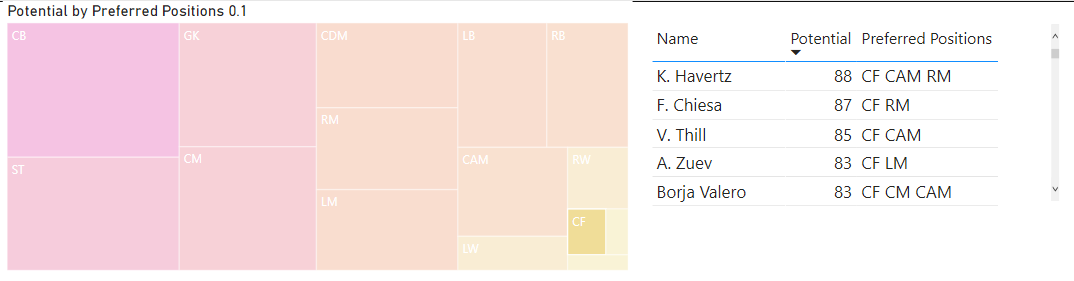 Potential by Preferred Positions 0.1
CB
GK
CDM
LB
RB
RM
CM
CAM
RW
ST
LM
CF
LW
Name Potential Preferred Positions
K. Havertz 88 CF CAM RM
F. Chiesa 87 CF RM
V. Thill 85 CF CAM
A. Zuev 83 CF LM
Borja Valero 83 CF CM CAM